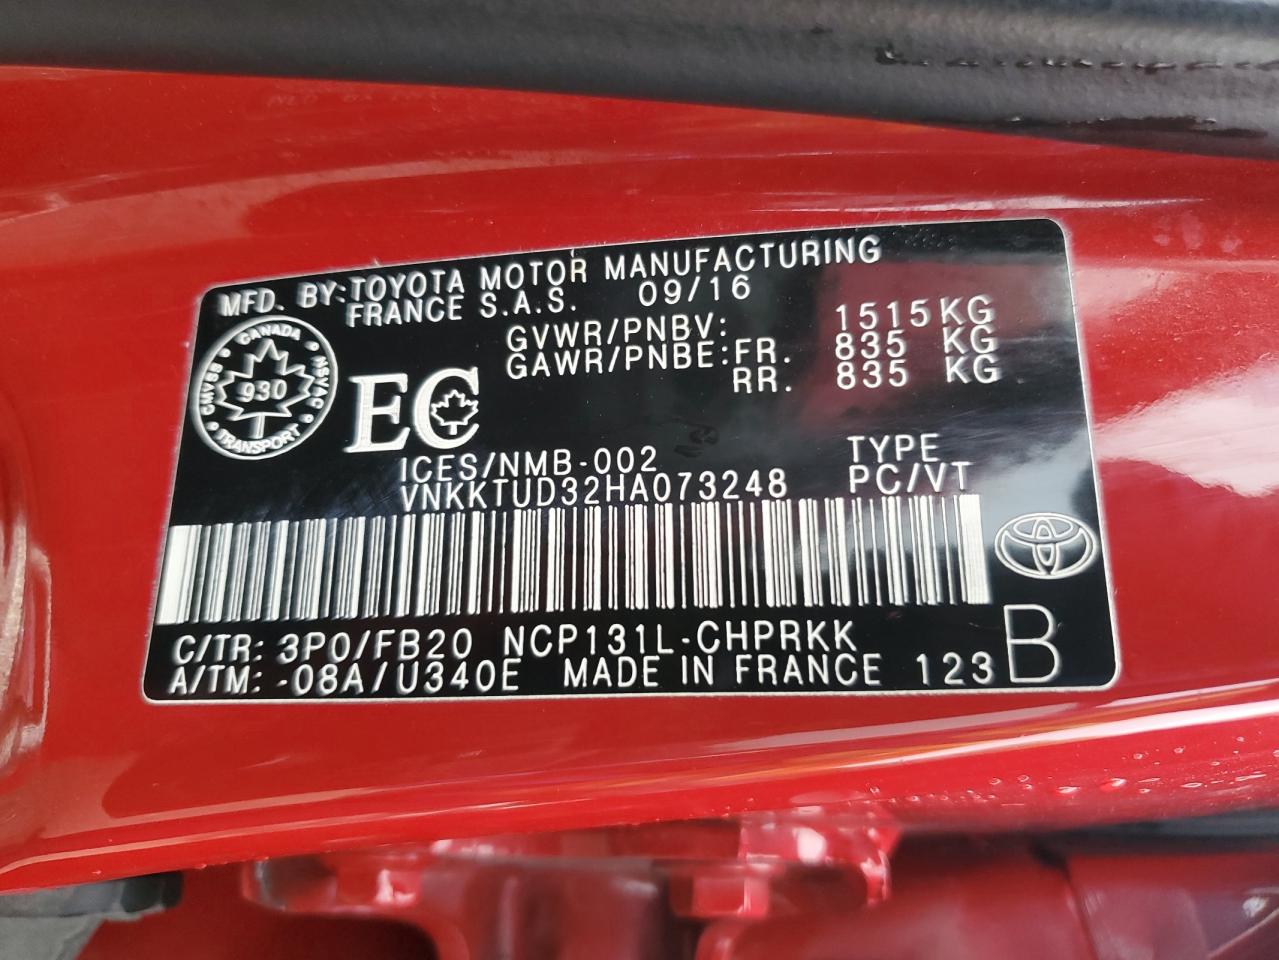 MFD. BY: TOYOTA MOTOR MANUFACTURING
FRANCE S.A.S. 09/16
GVWR/PNBV: 1515 KG
GAWR/PNBE: FR. 835 KG
RR. 835 KG
CANADA
CMVSS
930
NSVAC
TRANSPORT
EC
ICES/NMB-002
TYPE
VNKKTUD32HA073248
PC/VT
C/TR: 3P0/FB20 NCP131L-CHPRKK
A/TM: -08A/U340E MADE IN FRANCE 123 B